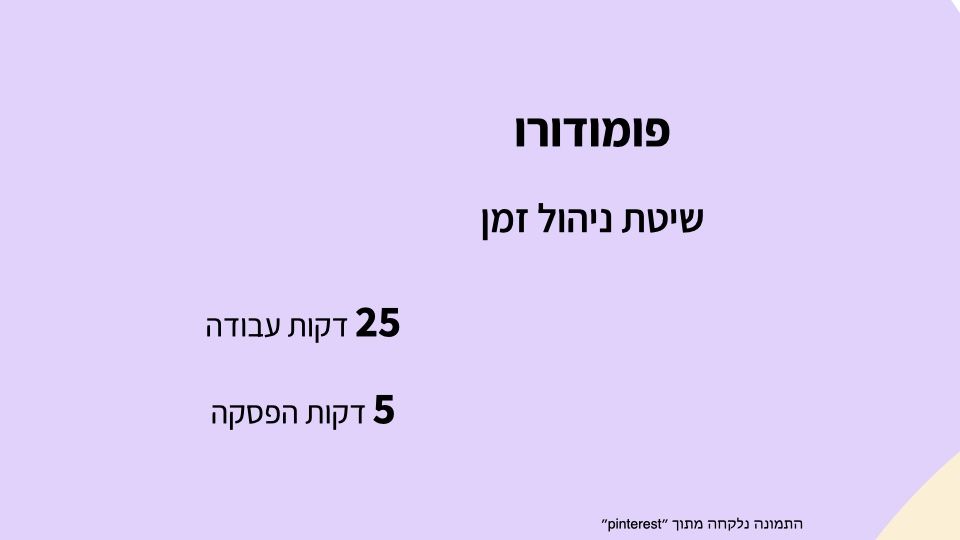 פומודורו
שיטת ניהול זמן
25 דקות עבודה
5 דקות הפסקה
התמונה נלקחה מתוך "pinterest"